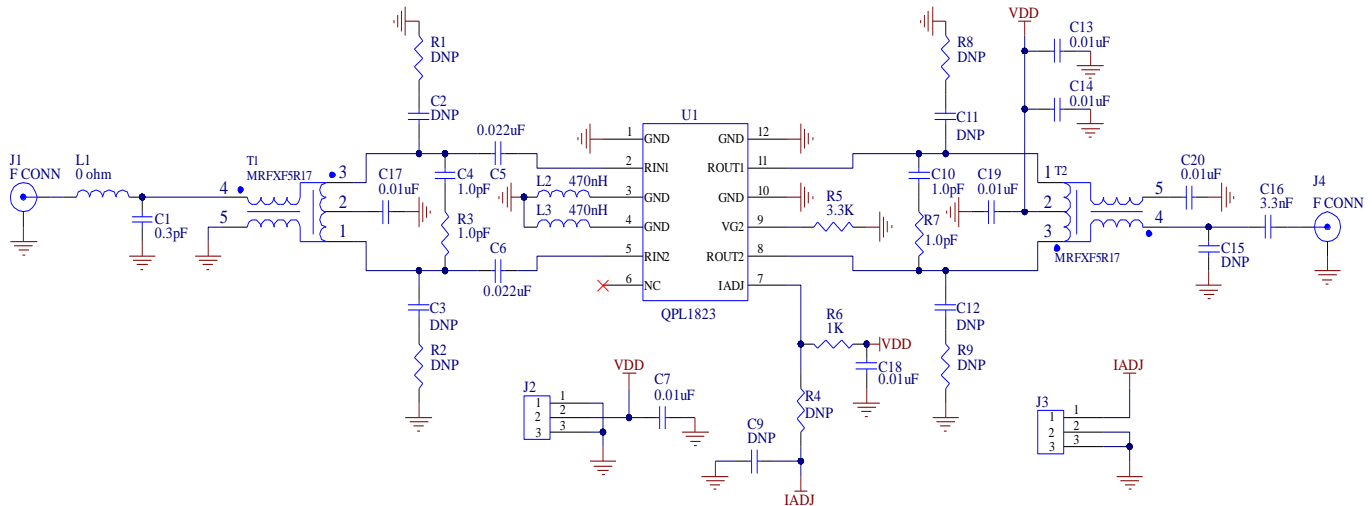 J1
F CONN
L1
0 ohm
C1
0.3pF
T1
MRFXF5R17
4
5
3
2
1
C17
0.01uF
R1
DNP
C2
DNP
C4
1.0pF
R3
1.0pF
C3
DNP
R2
DNP
0.022uF
C5
L2
470nH
L3
470nH
C6
0.022uF
U1
1
GND
2
RIN1
3
GND
4
GND
5
RIN2
6
NC
GND
12
ROUT1
11
GND
10
VG2
9
ROUT2
8
IADJ
7
QPL1823
R5
3.3K
R6
1K
VDD
C18
0.01uF
R4
DNP
C9
DNP
IADJ
R8
DNP
C11
DNP
C10
1.0pF
R7
1.0pF
C12
DNP
R9
DNP
C19
0.01uF
VDD
C13
0.01uF
C14
0.01uF
1
2
3
T2
5
4
MRFXF5R17
C20
0.01uF
C16
3.3nF
C15
DNP
J4
F CONN
J2
1
2
3
1
2
3
VDD
C7
0.01uF
J3
1
2
3
1
2
3
IADJ